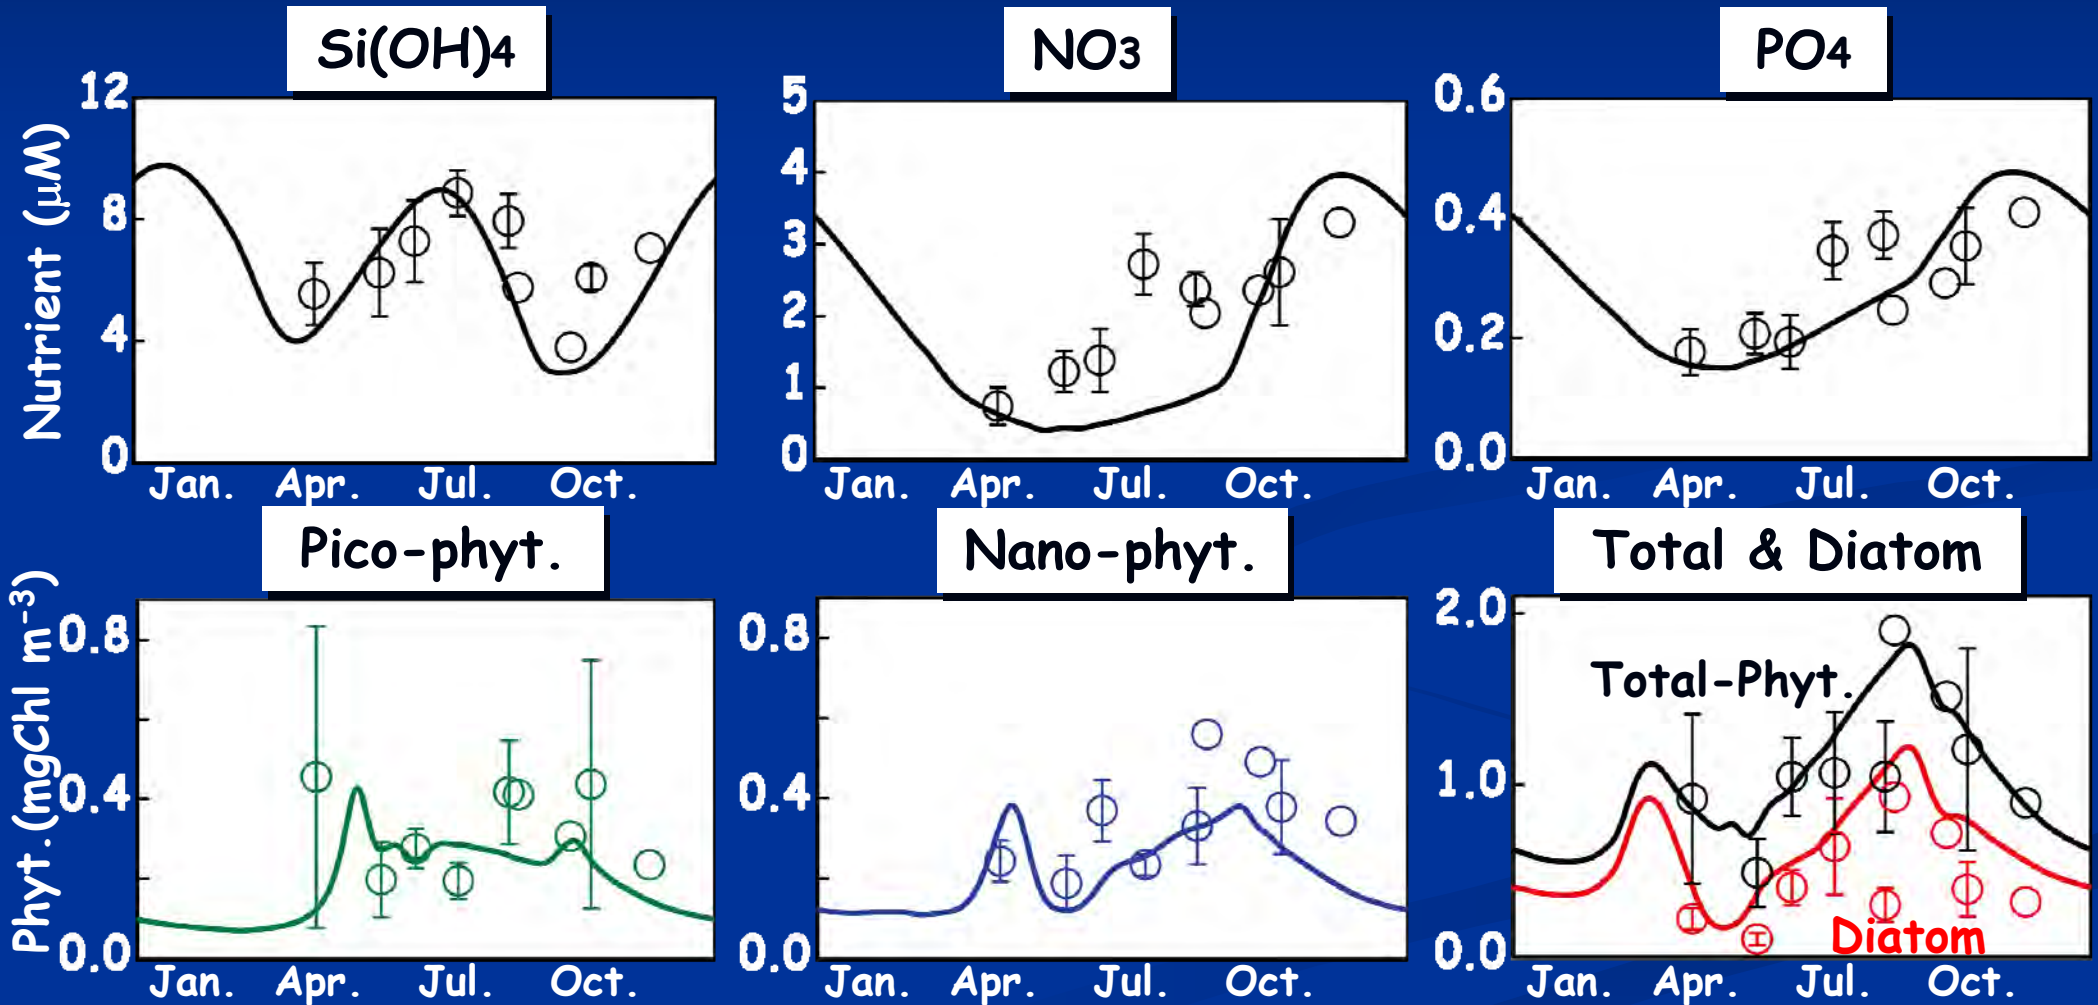 Si(OH)4
NO3
PO4
Nutrient (µM)
12
8
4
0
Jan. Apr. Jul. Oct.
5
4
3
2
1
0
Jan. Apr. Jul. Oct.
0.6
0.4
0.2
0.0
Jan. Apr. Jul. Oct.
Pico-phyt.
Nano-phyt.
Total & Diatom
Phyt.(mgChl m-3)
0.8
0.4
0.0
Jan. Apr. Jul. Oct.
0.8
0.4
0.0
Jan. Apr. Jul. Oct.
2.0
1.0
0.0
Total-Phyt.
Diatom
Jan. Apr. Jul. Oct.